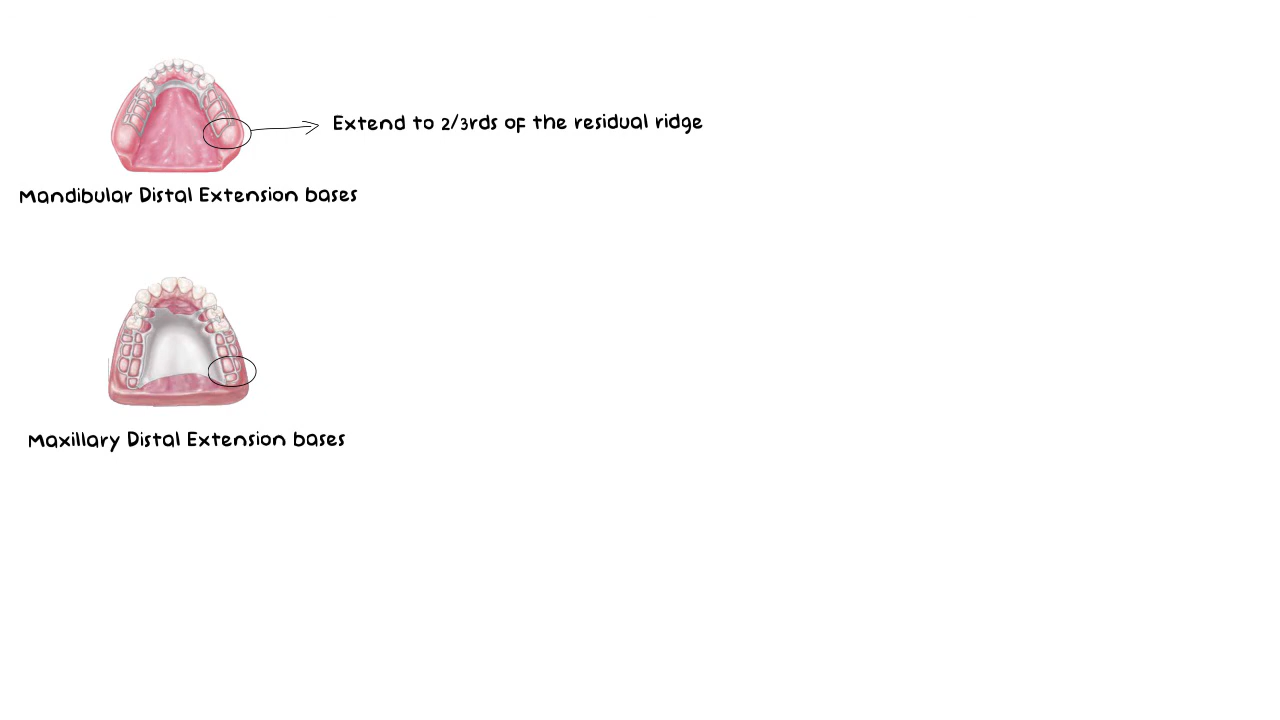 Extend to 2/3rds of the residual ridge
Mandibular Distal Extension bases
Maxillary Distal Extension bases